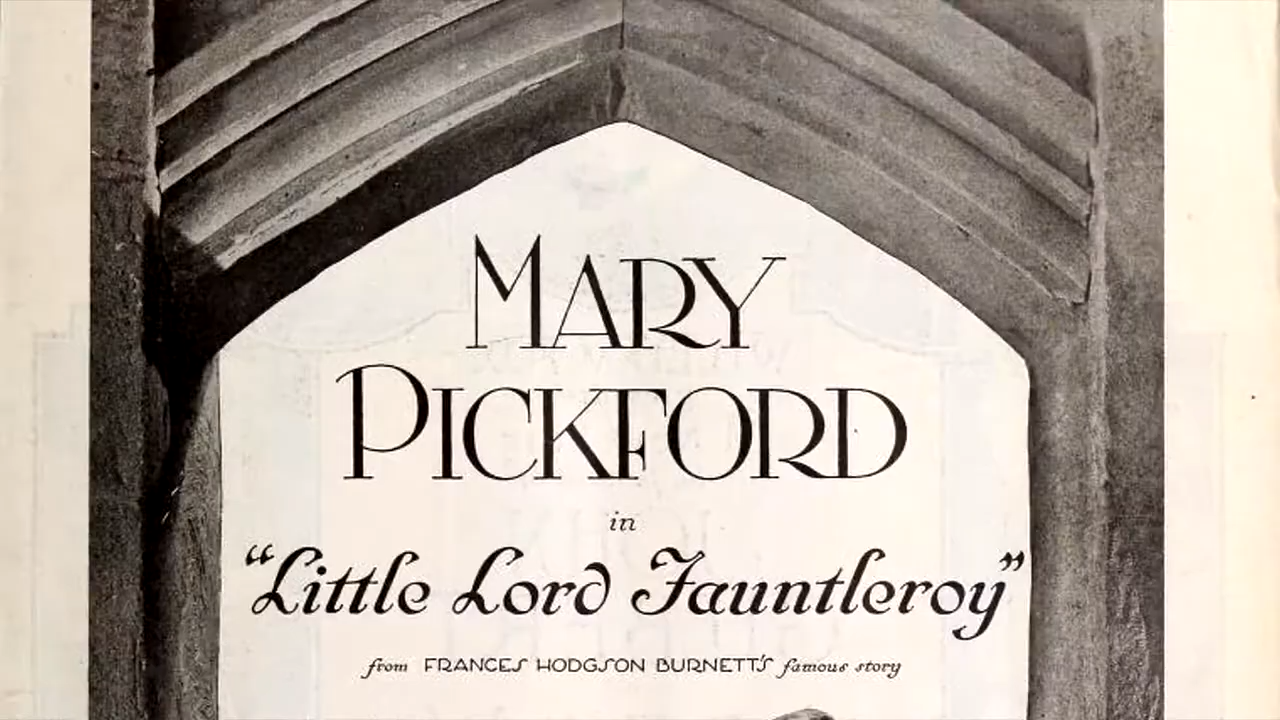 MARY
PICKFORD
in
“Little Lord Fauntleroy”
from FRANCES HODGSON BURNETT'S famous story